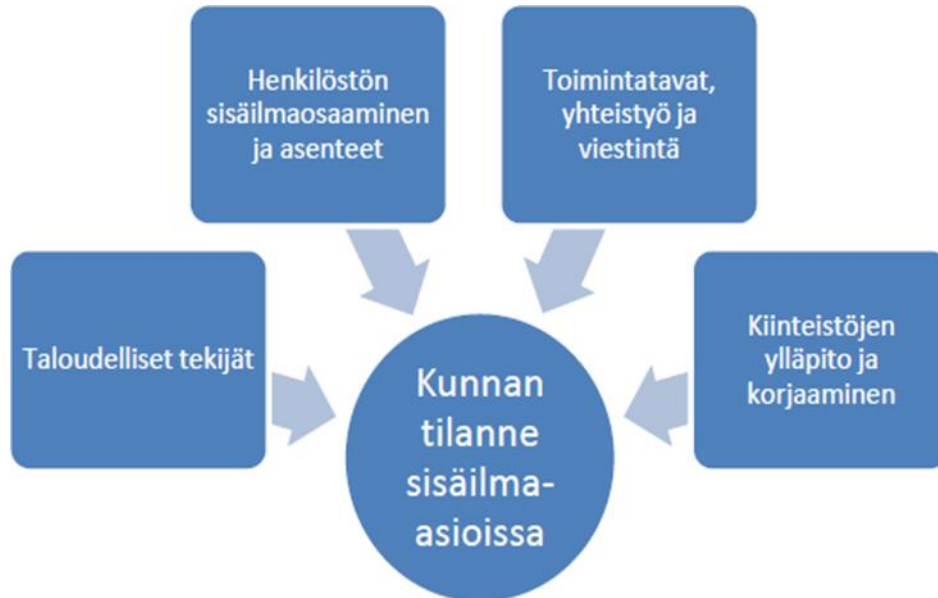 Henkilöstön
sisäilmaosaaminen
ja asenteet
Toimintatavat,
yhteistyö ja
viestintä
Taloudelliset tekijät
Kiinteistöjen
ylläpito ja
korjaaminen
Kunnan
tilanne
sisäilma-
asioissa